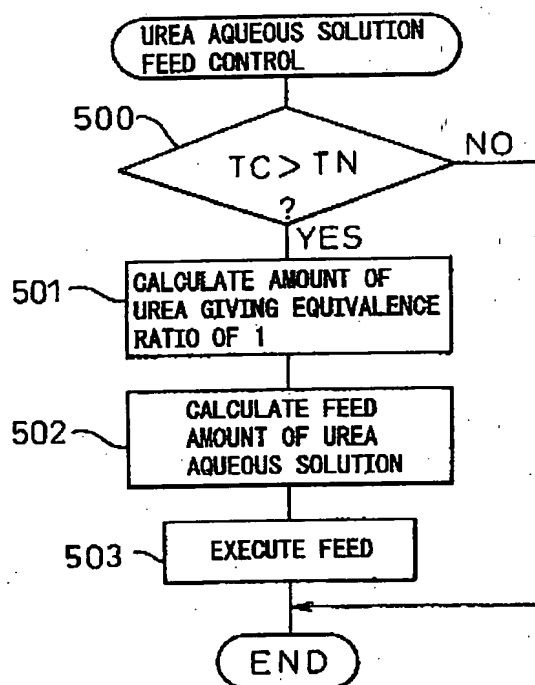 UREA AQUEOUS SOLUTION
FEED CONTROL
500
TC > TN
?
NO
YES
501
CALCULATE AMOUNT OF
UREA GIVING EQUIVALENCE
RATIO OF 1
502
CALCULATE FEED
AMOUNT OF UREA
AQUEOUS SOLUTION
503
EXECUTE FEED
END